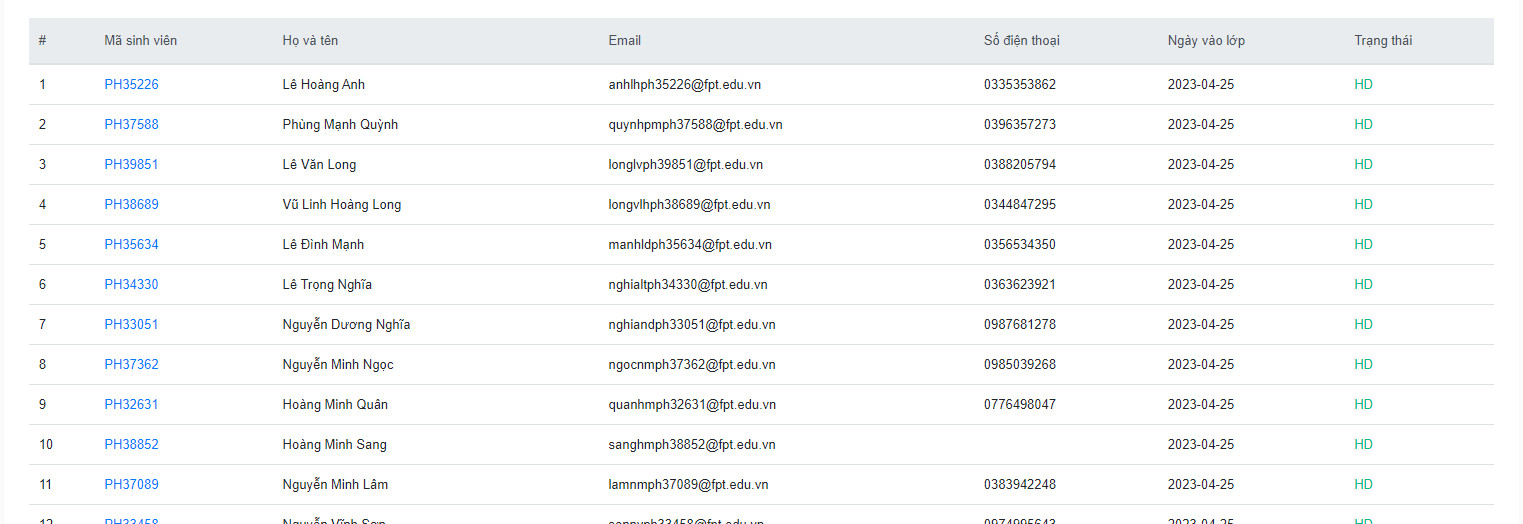 # Mã sinh viên Họ và tên Email Số điện thoại Ngày vào lớp Trạng thái
1 PH35226 Lê Hoàng Anh anhlhph35226@fpt.edu.vn 0335353862 2023-04-25 HD
2 PH37588 Phùng Mạnh Quỳnh quynhpmph37588@fpt.edu.vn 0396357273 2023-04-25 HD
3 PH39851 Lê Văn Long longlvph39851@fpt.edu.vn 0388205794 2023-04-25 HD
4 PH38689 Vũ Linh Hoàng Long longvlhph38689@fpt.edu.vn 0344847295 2023-04-25 HD
5 PH35634 Lê Đình Mạnh manhldph35634@fpt.edu.vn 0356534350 2023-04-25 HD
6 PH34330 Lê Trọng Nghĩa nghialtph34330@fpt.edu.vn 0363623921 2023-04-25 HD
7 PH33051 Nguyễn Dương Nghĩa nghiandph33051@fpt.edu.vn 0987681278 2023-04-25 HD
8 PH37362 Nguyễn Minh Ngọc ngocnmph37362@fpt.edu.vn 0985039268 2023-04-25 HD
9 PH32631 Hoàng Minh Quân quanhmph32631@fpt.edu.vn 0776498047 2023-04-25 HD
10 PH38852 Hoàng Minh Sang sanghmph38852@fpt.edu.vn 2023-04-25 HD
11 PH37089 Nguyễn Minh Lâm lamnmph37089@fpt.edu.vn 0383942248 2023-04-25 HD
12 PH33458 Nguyễn Vĩnh Sơn 2023-04-25 HD